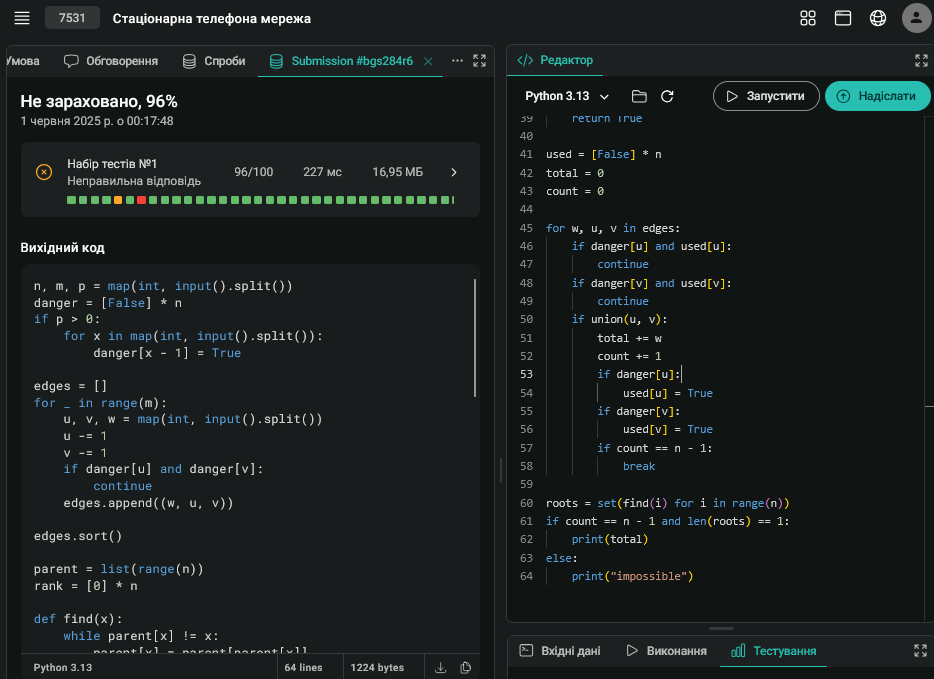 7531
Стаціонарна телефона мережа
Умова
Обговорення
Спроби
Submission #bgs284r6
Не зараховано, 96%
1 червня 2025 р. о 00:17:48
Набір тестів №1
Неправильна відповідь
96/100
227 мс
16,95 МБ
Вихідний код
n, m, p = map(int, input().split())
danger = [False] * n
if p > 0:
    for x in map(int, input().split()):
        danger[x - 1] = True
edges = []
for _ in range(m):
    u, v, w = map(int, input().split())
    u -= 1
    v -= 1
    if danger[u] and danger[v]:
        continue
    edges.append((w, u, v))
edges.sort()
parent = list(range(n))
rank = [0] * n
def find(x):
    while parent[x] != x:
        parent[x] = parent[parent[x]]
Python 3.13
64 lines
1224 bytes
Редактор
Python 3.13
Запустити
Надіслати
39     return True
40
41 used = [False] * n
42 total = 0
43 count = 0
44
45 for w, u, v in edges:
46     if danger[u] and used[u]:
47         continue
48     if danger[v] and used[v]:
49         continue
50     if union(u, v):
51         total += w
52         count += 1
53         if danger[u]:
54             used[u] = True
55         if danger[v]:
56             used[v] = True
57         if count == n - 1:
58             break
59
60 roots = set(find(i) for i in range(n))
61 if count == n - 1 and len(roots) == 1:
62     print(total)
63 else:
64     print("impossible")
Вхідні дані
Виконання
Тестування